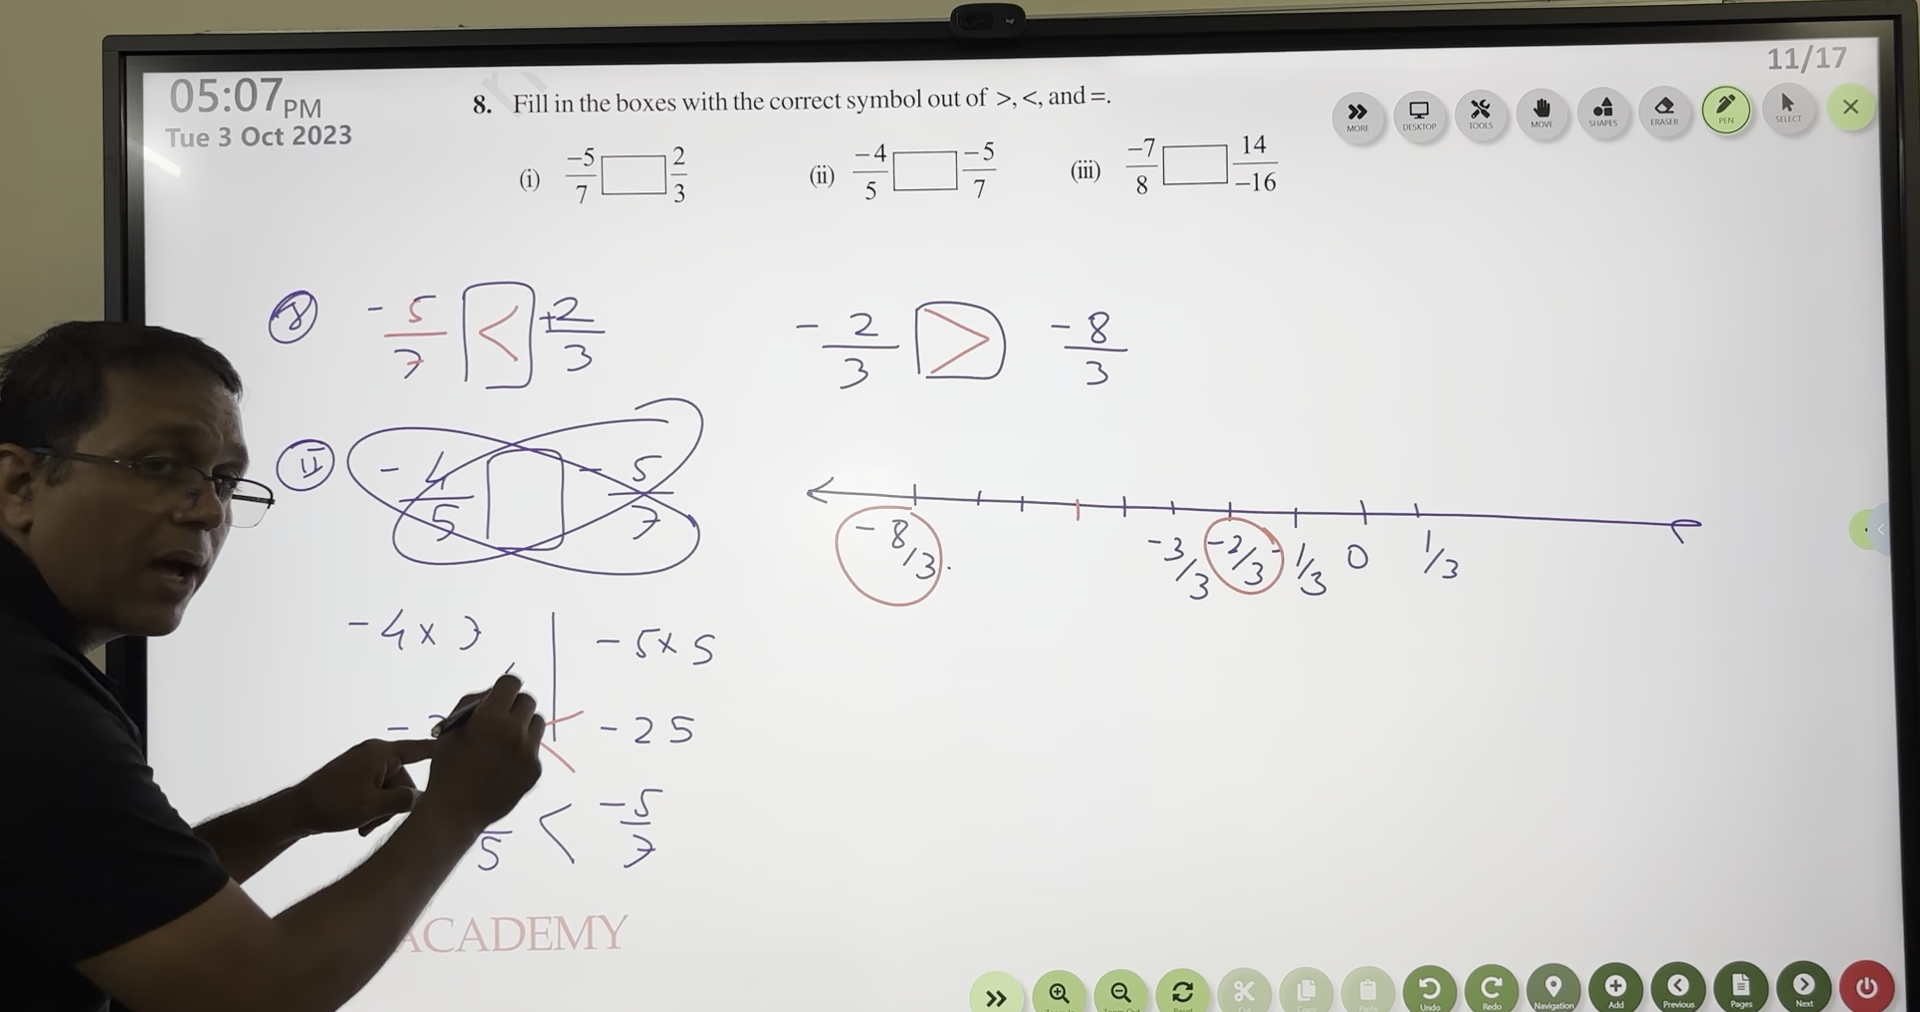 05:07 PM
Tue 3 Oct 2023
11/17
8. Fill in the boxes with the correct symbol out of >, <, and =.
(i) -5/7 □ 2/3 (ii) -4/5 □ -5/7 (iii) -7/8 □ 14/-16
MORE DESKTOP TOOLS MOVE SHAPES ERASER PEN SELECT
-5/7 < +2/3
-2/3 > -8/3
II -4/5 □ -5/7
-8/3 -3/3 -2/3 -1/3 0 1/3
-4×7 | -5×5
-25
5 < -5/7
ACADEMY
Undo Redo Navigation Add Previous Pages Next